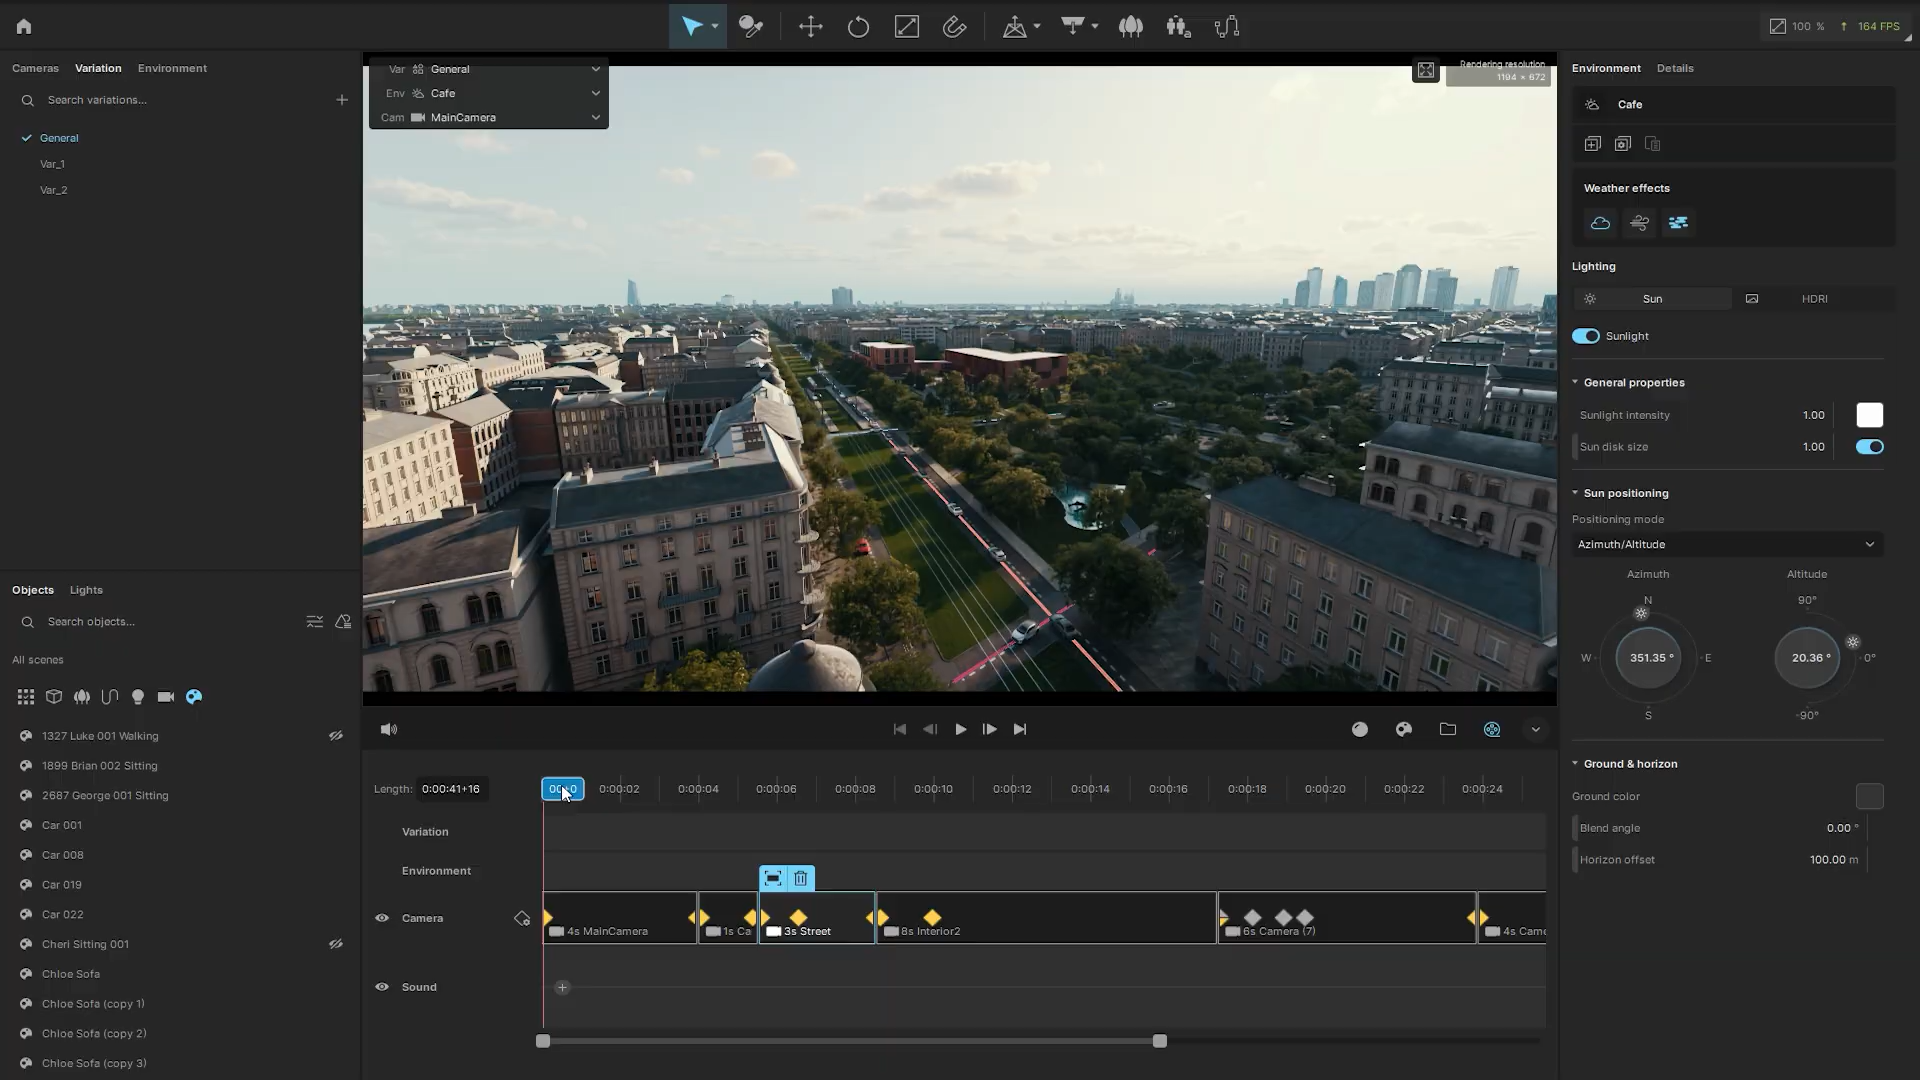 100 %
164 FPS
Cameras
Variation
Environment
Search variations...
General
Var_1
Var_2
Var
General
Env
Cafe
Cam
MainCamera
Rendering resolution
1194 × 672
Environment
Details
Cafe
Weather effects
Lighting
Sun
HDRI
Sunlight
General properties
Sunlight intensity
1.00
Sun disk size
1.00
Sun positioning
Positioning mode
Azimuth/Altitude
Azimuth
Altitude
N
90°
W
351.35 °
E
20.36 °
0°
S
-90°
Ground & horizon
Ground color
Blend angle
0.00 °
Horizon offset
100.00 m
Objects
Lights
Search objects...
All scenes
1327 Luke 001 Walking
1899 Brian 002 Sitting
2687 George 001 Sitting
Car 001
Car 008
Car 019
Car 022
Cheri Sitting 001
Chloe Sofa
Chloe Sofa (copy 1)
Chloe Sofa (copy 2)
Chloe Sofa (copy 3)
Length:
0:00:41+16
0:00:02
0:00:04
0:00:06
0:00:08
0:00:10
0:00:12
0:00:14
0:00:16
0:00:18
0:00:20
0:00:22
0:00:24
Variation
Environment
Camera
4s MainCamera
1s Ca
3s Street
8s Interior2
6s Camera (7)
4s Came
Sound